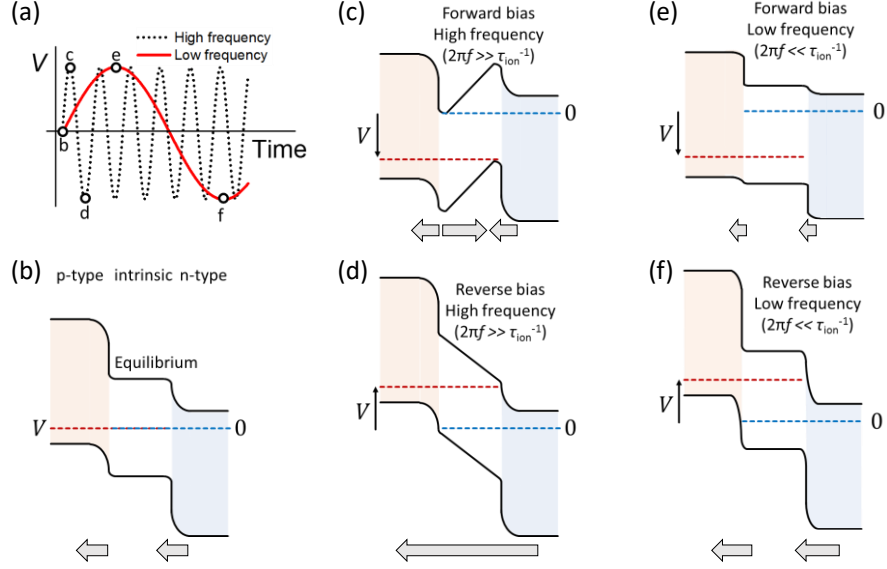 (a)
V
c
e
b
d
f
High frequency
Low frequency
Time
(b)
p-type intrinsic n-type
Equilibrium
V
0
(c)
Forward bias
High frequency
(2πf >> τion-1)
V
0
(d)
Reverse bias
High frequency
(2πf >> τion-1)
V
0
(e)
Forward bias
Low frequency
(2πf << τion-1)
V
0
(f)
Reverse bias
Low frequency
(2πf << τion-1)
V
0